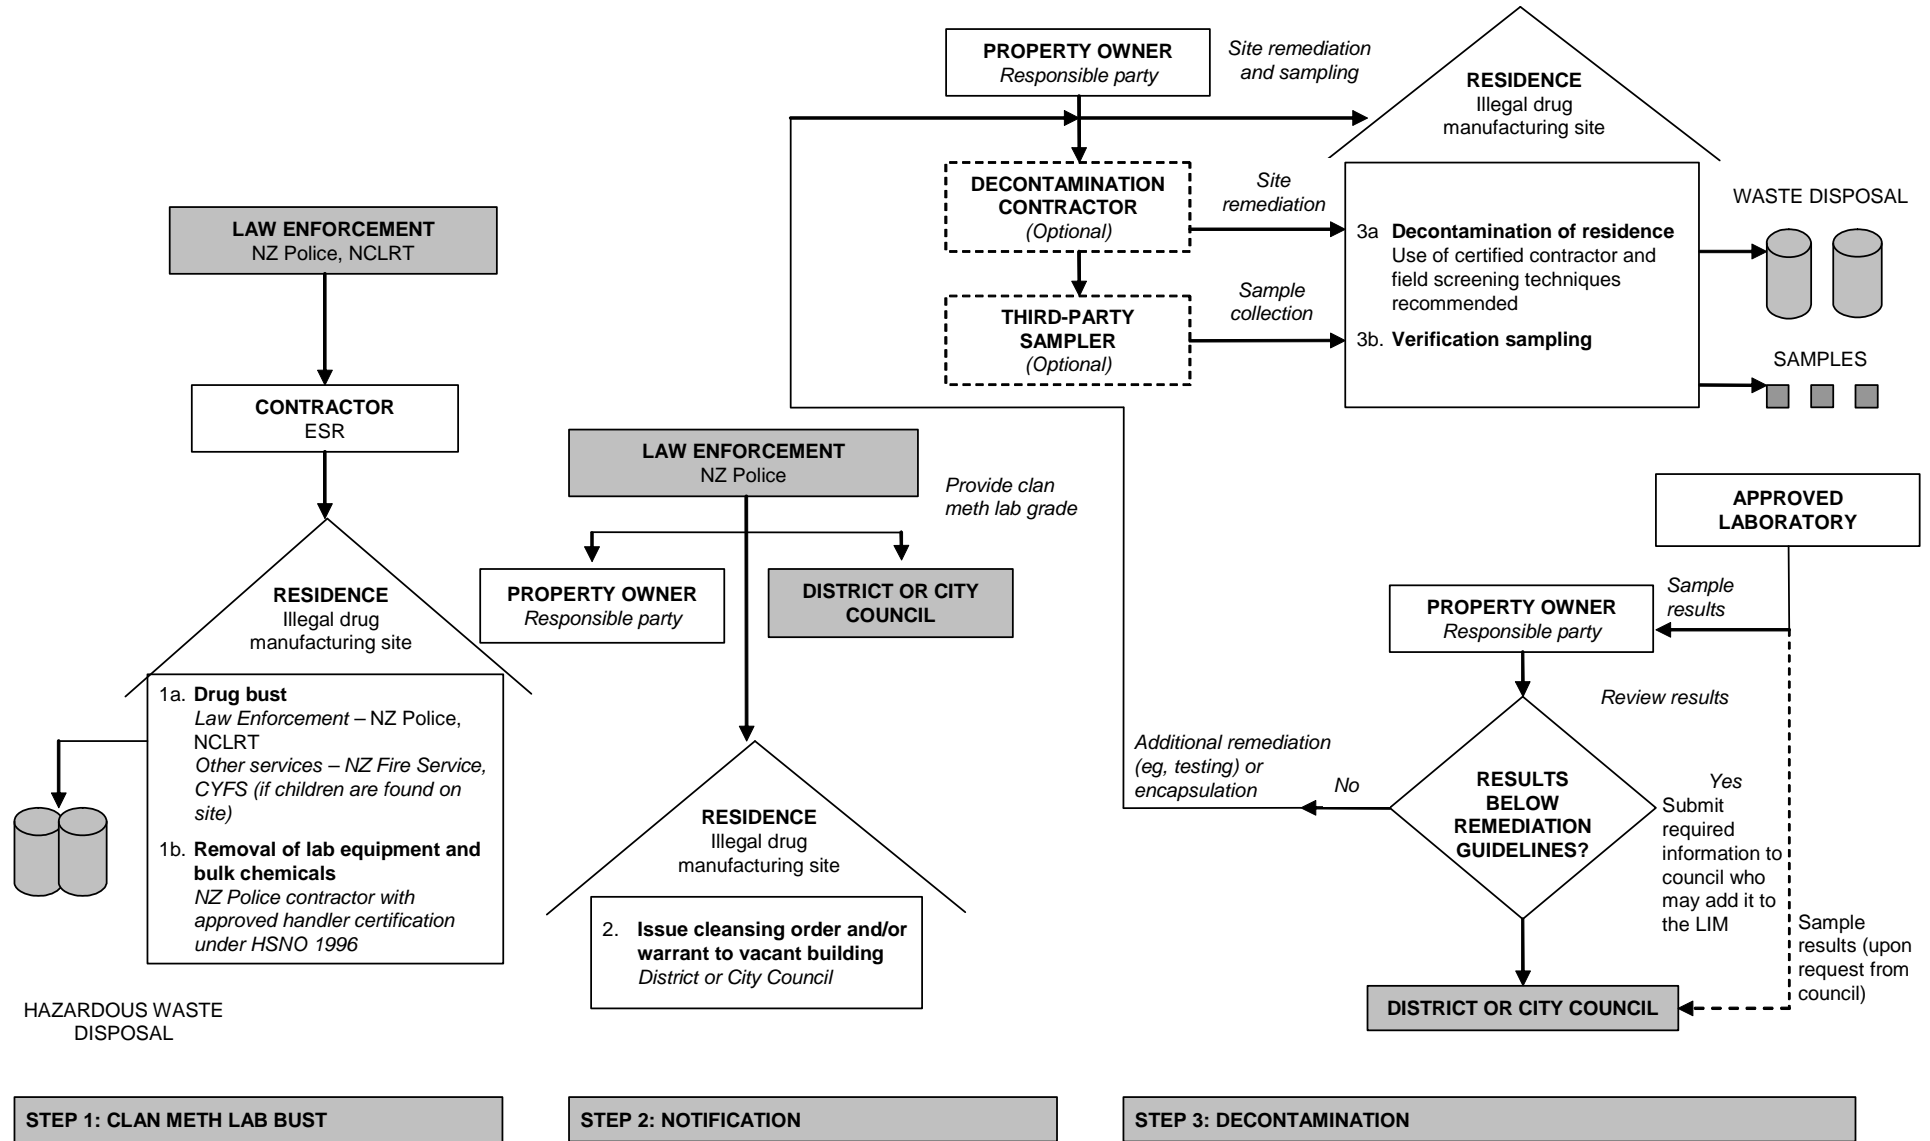 LAW ENFORCEMENT
NZ Police, NCLRT
CONTRACTOR
ESR
RESIDENCE
Illegal drug
manufacturing site
1a. Drug bust
Law Enforcement – NZ Police,
NCLRT
Other services – NZ Fire Service,
CYFS (if children are found on
site)
1b. Removal of lab equipment and
bulk chemicals
NZ Police contractor with
approved handler certification
under HSNO 1996
HAZARDOUS WASTE
DISPOSAL
STEP 1: CLAN METH LAB BUST
LAW ENFORCEMENT
NZ Police
Provide clan
meth lab grade
PROPERTY OWNER
Responsible party
DISTRICT OR CITY
COUNCIL
RESIDENCE
Illegal drug
manufacturing site
2. Issue cleansing order and/or
warrant to vacant building
District or City Council
STEP 2: NOTIFICATION
PROPERTY OWNER
Responsible party
Site remediation
and sampling
RESIDENCE
Illegal drug
manufacturing site
DECONTAMINATION
CONTRACTOR
(Optional)
Site
remediation
THIRD-PARTY
SAMPLER
(Optional)
Sample
collection
3a Decontamination of residence
Use of certified contractor and
field screening techniques
recommended
3b. Verification sampling
WASTE DISPOSAL
SAMPLES
APPROVED
LABORATORY
Sample
results
PROPERTY OWNER
Responsible party
Review results
RESULTS
BELOW
REMEDIATION
GUIDELINES?
No
Additional remediation
(eg, testing) or
encapsulation
Yes
Submit
required
information to
council who
may add it to
the LIM
Sample
results (upon
request from
council)
DISTRICT OR CITY COUNCIL
STEP 3: DECONTAMINATION